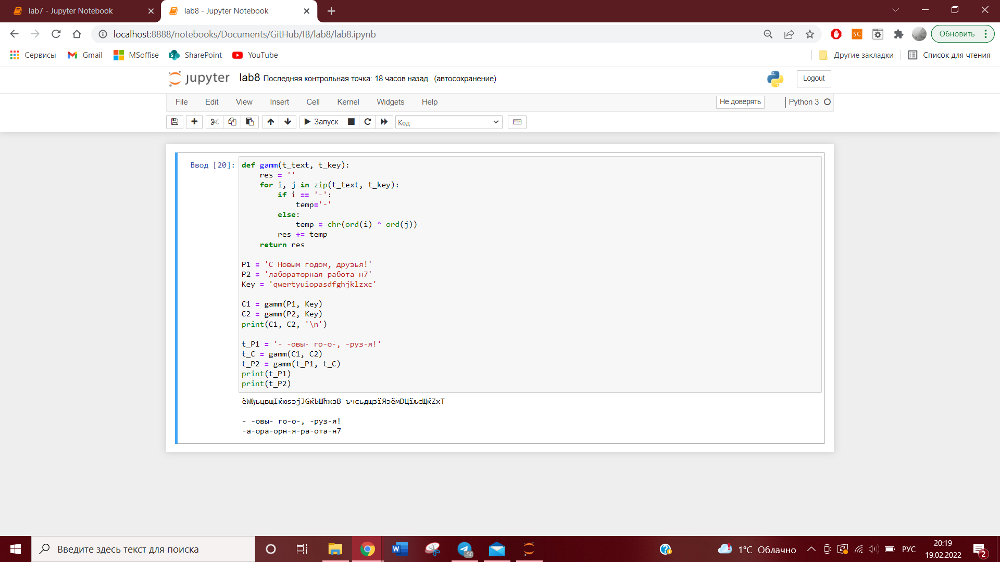 lab7 - Jupyter Notebook
lab8 - Jupyter Notebook
localhost:8888/notebooks/Documents/GitHub/IB/lab8/lab8.ipynb
SC
Обновить
Сервисы
Gmail
MSoffise
SharePoint
YouTube
Другие закладки
Список для чтения
jupyter
lab8 Последняя контрольная точка: 18 часов назад (автосохранение)
Logout
File Edit View Insert Cell Kernel Widgets Help
Не доверять
Python 3
Запуск
Код
Ввод [20]:
def gamm(t_text, t_key):
    res = ''
    for i, j in zip(t_text, t_key):
        if i == '-':
            temp='-'
        else:
            temp = chr(ord(i) ^ ord(j))
        res += temp
    return res
P1 = 'С Новым годом, друзья!'
P2 = 'лабораторная работа н7'
Key = 'qwertyuiopasdfghjklzxc'
C1 = gamm(P1, Key)
C2 = gamm(P2, Key)
print(C1, C2, '\n')
t_P1 = '- -овы- го-о-, -руз-я!'
t_C = gamm(C1, C2)
t_P2 = gamm(t_P1, t_C)
print(t_P1)
print(t_P2)
- -овы- го-о-, -руз-я!
-а-ора-орн-я-ра-ота-н7
Введите здесь текст для поиска
W
50
1°C Облачно
РУС
20:19
19.02.2022
2